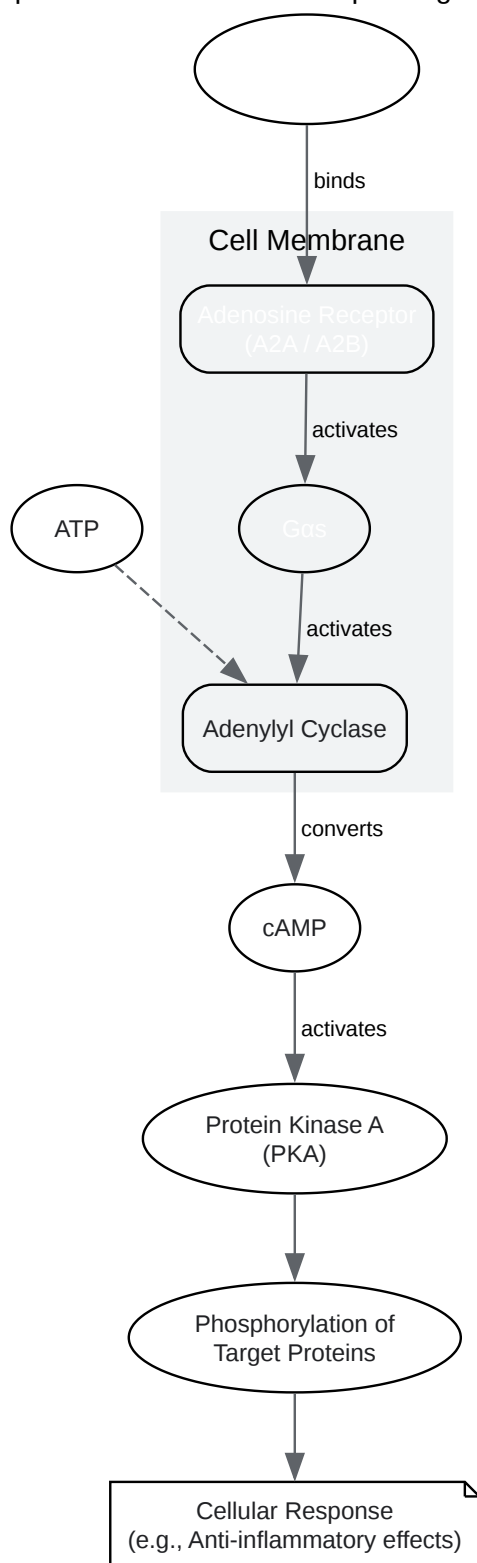 binds
Cell Membrane
Adenosine Receptor
(A2A / A2B)
activates
ATP
Gαs
activates
Adenylyl Cyclase
converts
cAMP
activates
Protein Kinase A
(PKA)
Phosphorylation of
Target Proteins
Cellular Response
(e.g., Anti-inflammatory effects)